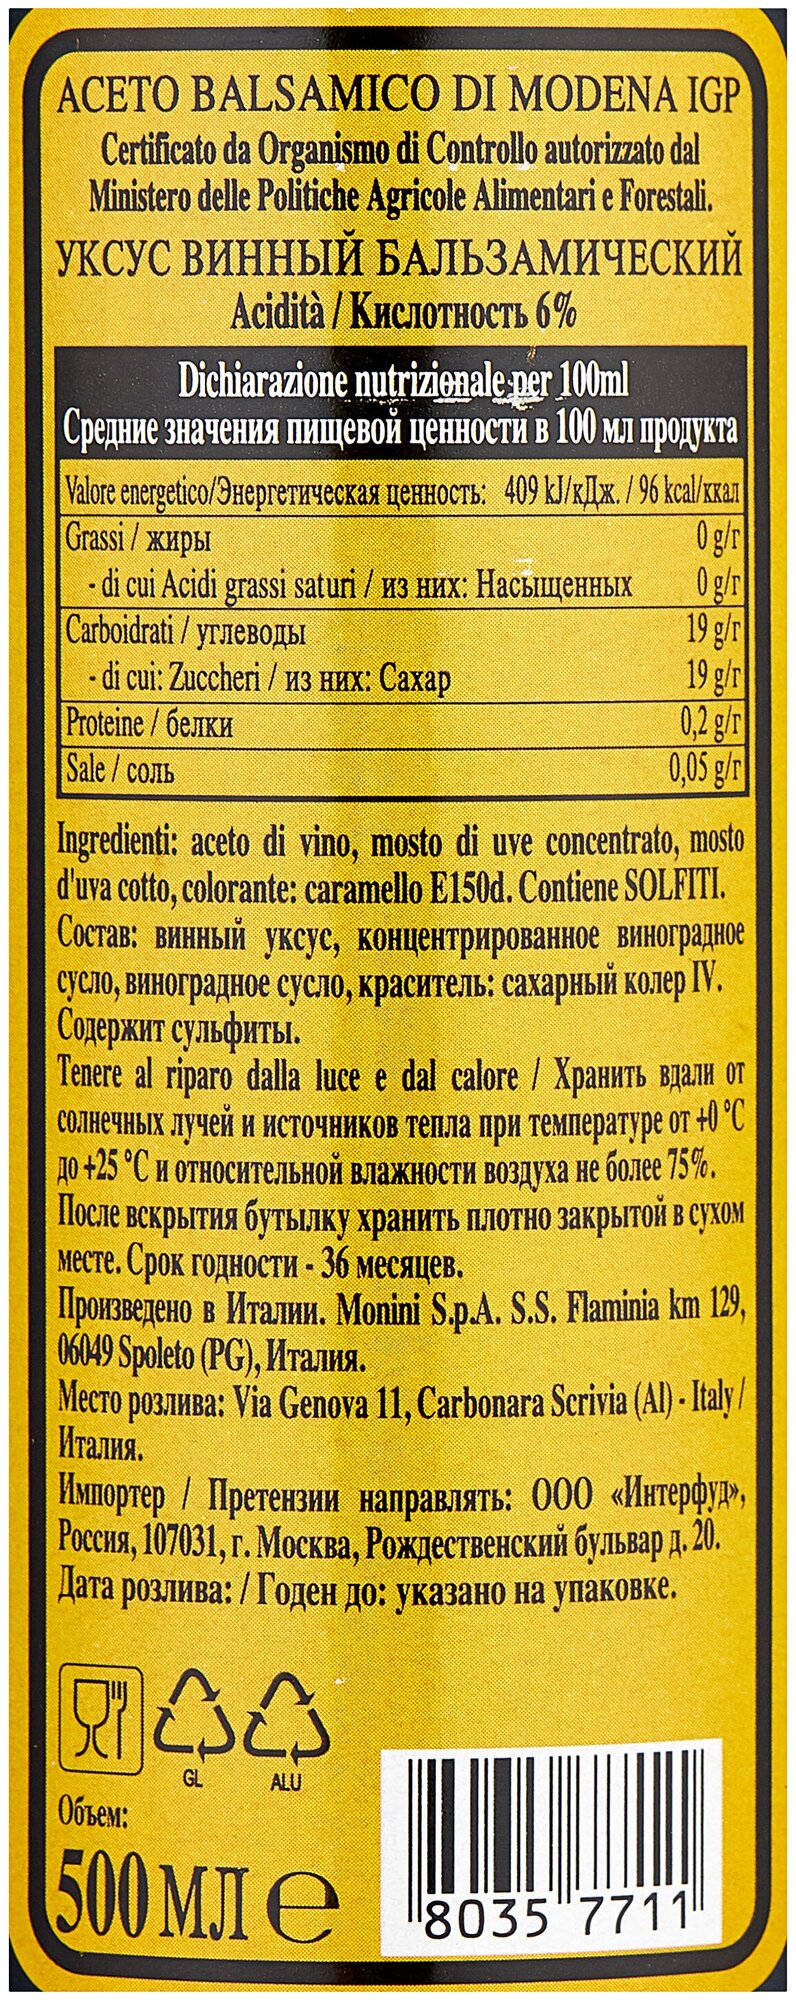 ACETO BALSAMICO DI MODENA IGP
Certificato da Organismo di Controllo autorizzato dal
Ministero delle Politiche Agricole Alimentari e Forestali.
УКСУС ВИННЫЙ БАЛЬЗАМИЧЕСКИЙ
Acidità / Кислотность 6%
Dichiarazione nutrizionale per 100ml
Средние значения пищевой ценности в 100 мл продукта
Valore energetico/Энергетическая ценность: 409 kJ/кДж. / 96 kcal/ккал
Grassi / жиры 0 g/г
- di cui Acidi grassi saturi / из них: Насыщенных 0 g/г
Carboidrati / углеводы 19 g/г
- di cui: Zuccheri / из них: Сахар 19 g/г
Proteine / белки 0,2 g/г
Sale / соль 0,05 g/г
Ingredienti: aceto di vino, mosto di uve concentrato, mosto
d'uva cotto, colorante: caramello E150d. Contiene SOLFITI.
Состав: винный уксус, концентрированное виноградное
сусло, виноградное сусло, краситель: сахарный колер IV.
Содержит сульфиты.
Tenere al riparo dalla luce e dal calore / Хранить вдали от
солнечных лучей и источников тепла при температуре от +0 °C
до +25 °C и относительной влажности воздуха не более 75%.
После вскрытия бутылку хранить плотно закрытой в сухом
месте. Срок годности - 36 месяцев.
Произведено в Италии. Monini S.p.A. S.S. Flaminia km 129,
06049 Spoleto (PG), Италия.
Место розлива: Via Genova 11, Carbonara Scrivia (Al) - Italy /
Италия.
Импортер / Претензии направлять: ООО «Интерфуд»,
Россия, 107031, г. Москва, Рождественский бульвар д. 20.
Дата розлива: / Годен до: указано на упаковке.
GL ALU
Объем:
500 МЛ ℮
8035 7711